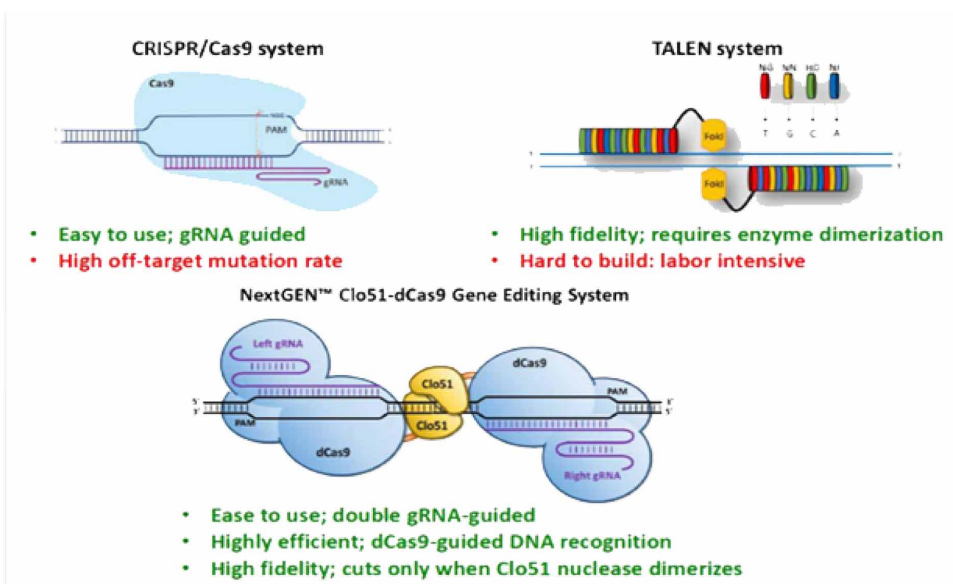 CRISPR/Cas9 system
Cas9
NGG
PAM
gRNA
• Easy to use; gRNA guided
• High off-target mutation rate
TALEN system
NG NN HD NI
T G C A
FokI
FokI
• High fidelity; requires enzyme dimerization
• Hard to build: labor intensive
NextGEN™ Clo51-dCas9 Gene Editing System
Left gRNA
dCas9
Clo51
PAM
5'
3'
PAM
Clo51
dCas9
Right gRNA
• Ease to use; double gRNA-guided
• Highly efficient; dCas9-guided DNA recognition
• High fidelity; cuts only when Clo51 nuclease dimerizes